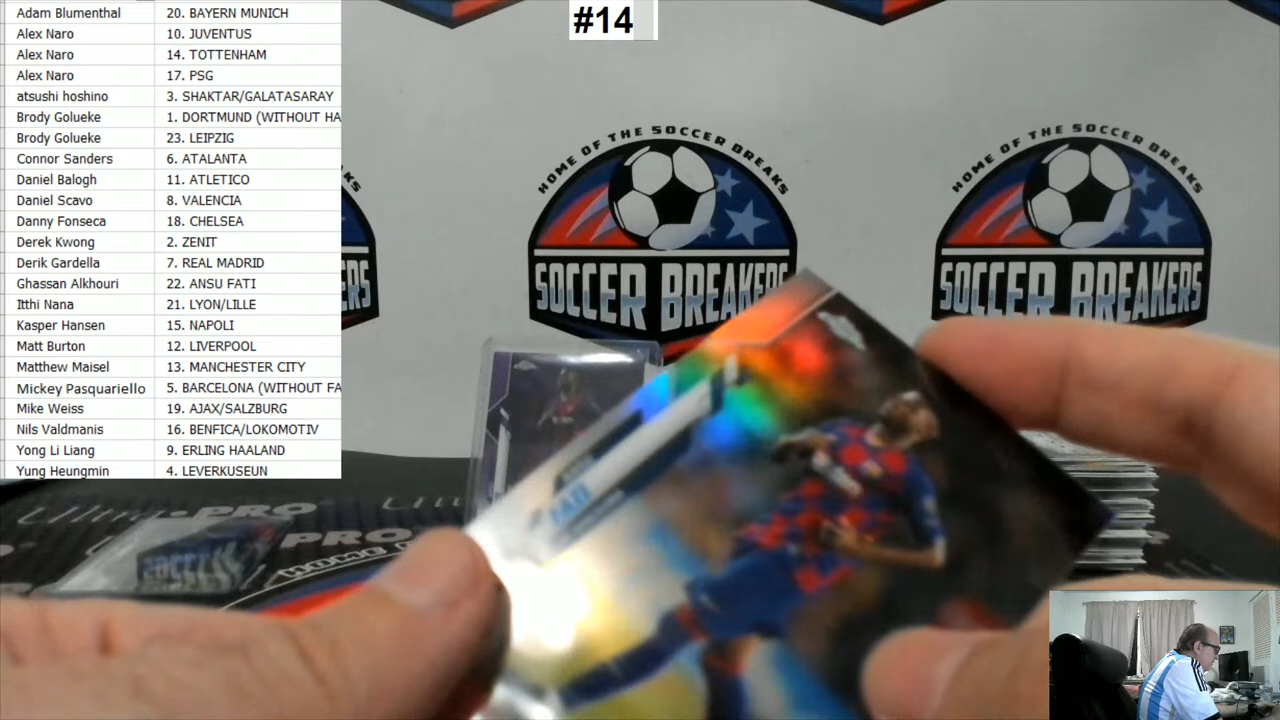 Adam Blumenthal 20. BAYERN MUNICH
Alex Naro 10. JUVENTUS
Alex Naro 14. TOTTENHAM
Alex Naro 17. PSG
atsushi hoshino 3. SHAKTAR/GALATASARAY
Brody Golueke 1. DORTMUND (WITHOUT HA
Brody Golueke 23. LEIPZIG
Connor Sanders 6. ATALANTA
Daniel Balogh 11. ATLETICO
Daniel Scavo 8. VALENCIA
Danny Fonseca 18. CHELSEA
Derek Kwong 2. ZENIT
Derik Gardella 7. REAL MADRID
Ghassan Alkhouri 22. ANSU FATI
Itthi Nana 21. LYON/LILLE
Kasper Hansen 15. NAPOLI
Matt Burton 12. LIVERPOOL
Matthew Maisel 13. MANCHESTER CITY
Mickey Pasquariello 5. BARCELONA (WITHOUT FA
Mike Weiss 19. AJAX/SALZBURG
Nils Valdmanis 16. BENFICA/LOKOMOTIV
Yong Li Liang 9. ERLING HAALAND
Yung Heungmin 4. LEVERKUSEUN
#14
HOME OF THE SOCCER BREAKS
SOCCER BREAKERS
HOME OF THE SOCCER BREAKS
SOCCER BREAKERS
KS
ERS
Ultra PRO
PRO